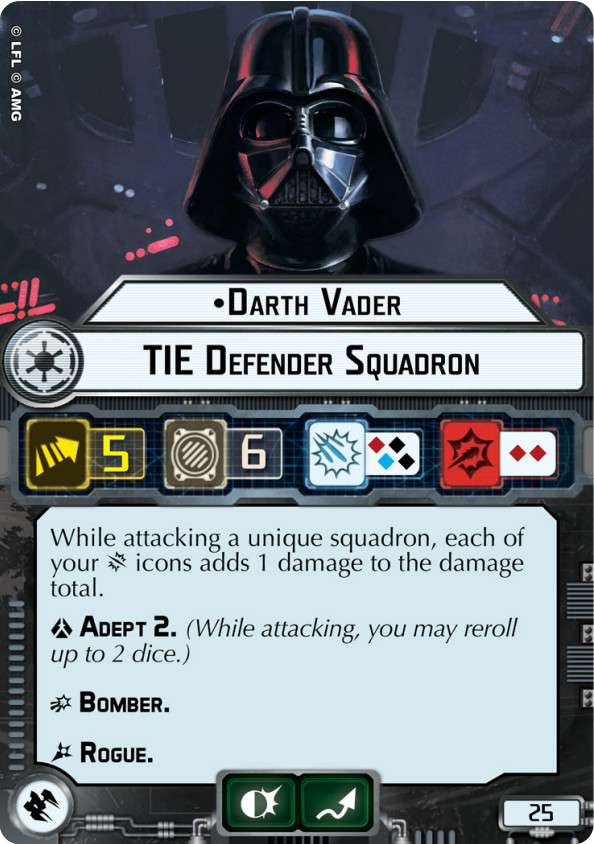 © LFL © AMG
•Darth Vader
TIE Defender Squadron
5 6
While attacking a unique squadron, each of
your icons adds 1 damage to the damage
total.
Adept 2. (While attacking, you may reroll
up to 2 dice.)
Bomber.
Rogue.
25